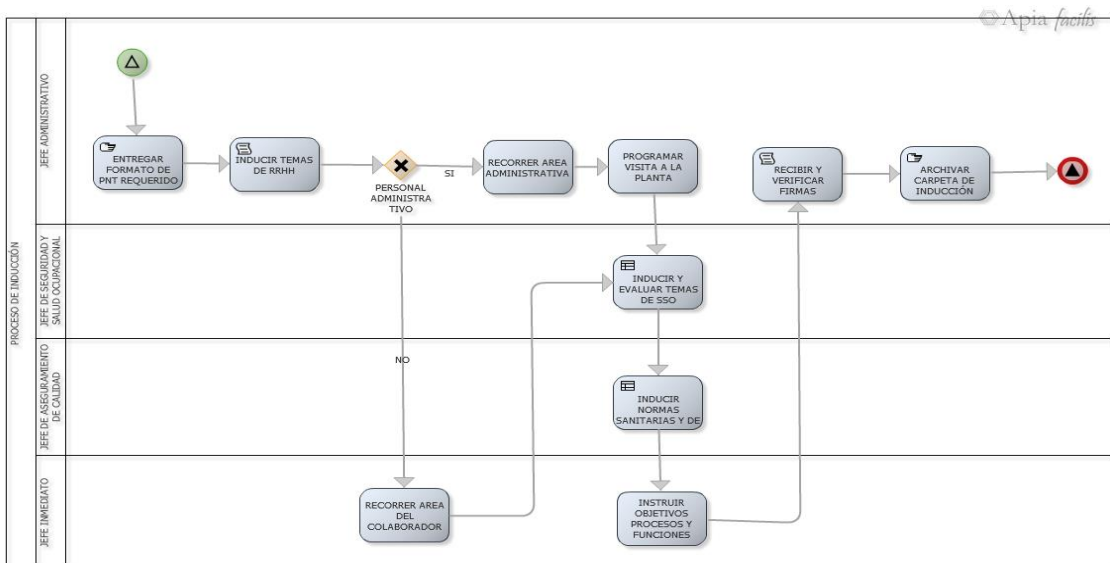 Apia facilis
PROCESO DE INDUCCIÓN
JEFE ADMINISTRATIVO
ENTREGAR
FORMATO DE
PNT REQUERIDO
INDUCIR TEMAS
DE RRHH
PERSONAL
ADMINISTRA
TIVO
SI
RECORRER AREA
ADMINISTRATIVA
PROGRAMAR
VISITA A LA
PLANTA
RECIBIR Y
VERIFICAR
FIRMAS
ARCHIVAR
CARPETA DE
INDUCCIÓN
JEFE DE SEGURIDAD Y
SALUD OCUPACIONAL
INDUCIR Y
EVALUAR TEMAS
DE SSO
JEFE DE ASEGURAMIENTO
DE CALIDAD
NO
INDUCIR
NORMAS
SANITARIAS Y DE
JEFE INMEDIATO
RECORRER AREA
DEL
COLABORADOR
INSTRUIR
OBJETIVOS
PROCESOS Y
FUNCIONES